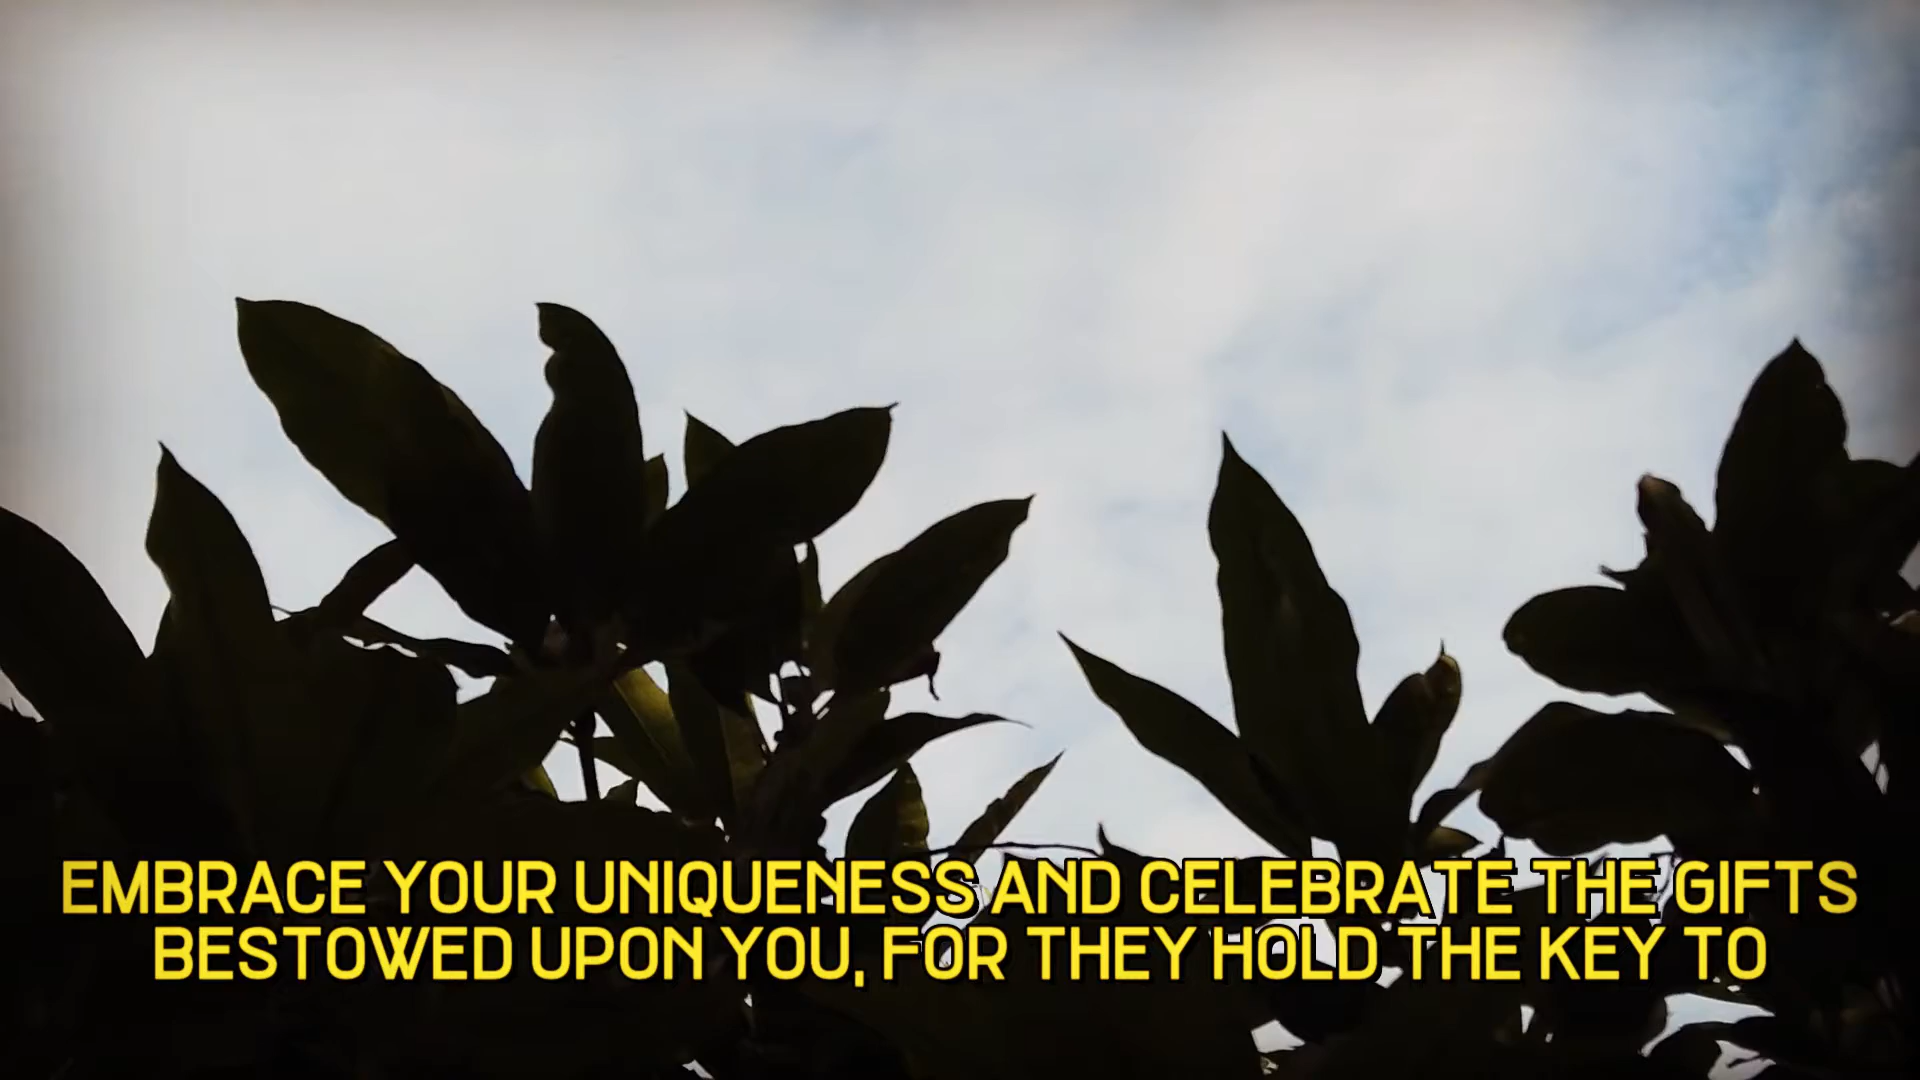 EMBRACE YOUR UNIQUENESS AND CELEBRATE THE GIFTS
BESTOWED UPON YOU, FOR THEY HOLD THE KEY TO